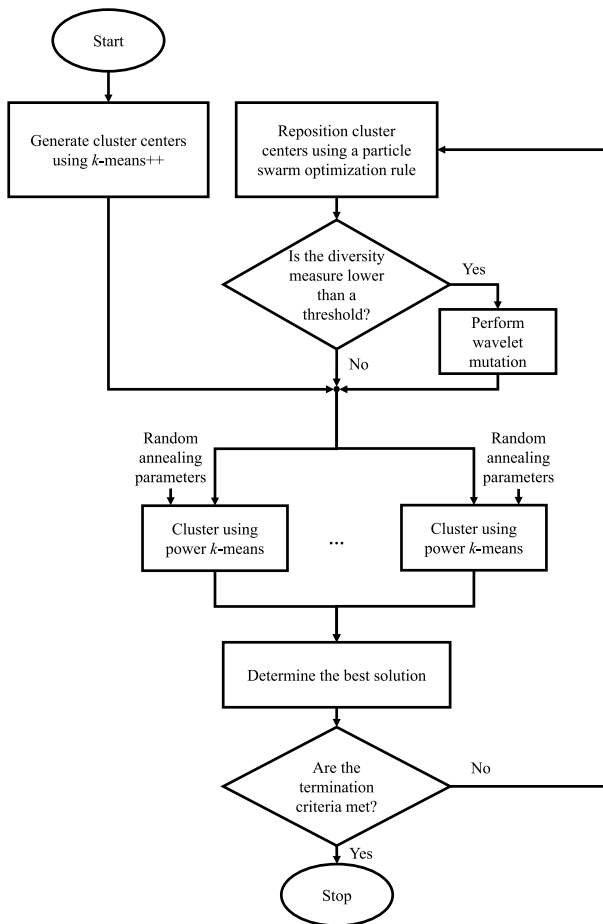 Start
Generate cluster centers
using k-means++
Reposition cluster
centers using a particle
swarm optimization rule
Is the diversity
measure lower
than a
threshold?
Yes
Perform
wavelet
mutation
No
Random
annealing
parameters
Random
annealing
parameters
Cluster using
power k-means
...
Cluster using
power k-means
Determine the best solution
Are the
termination
criteria met?
No
Yes
Stop